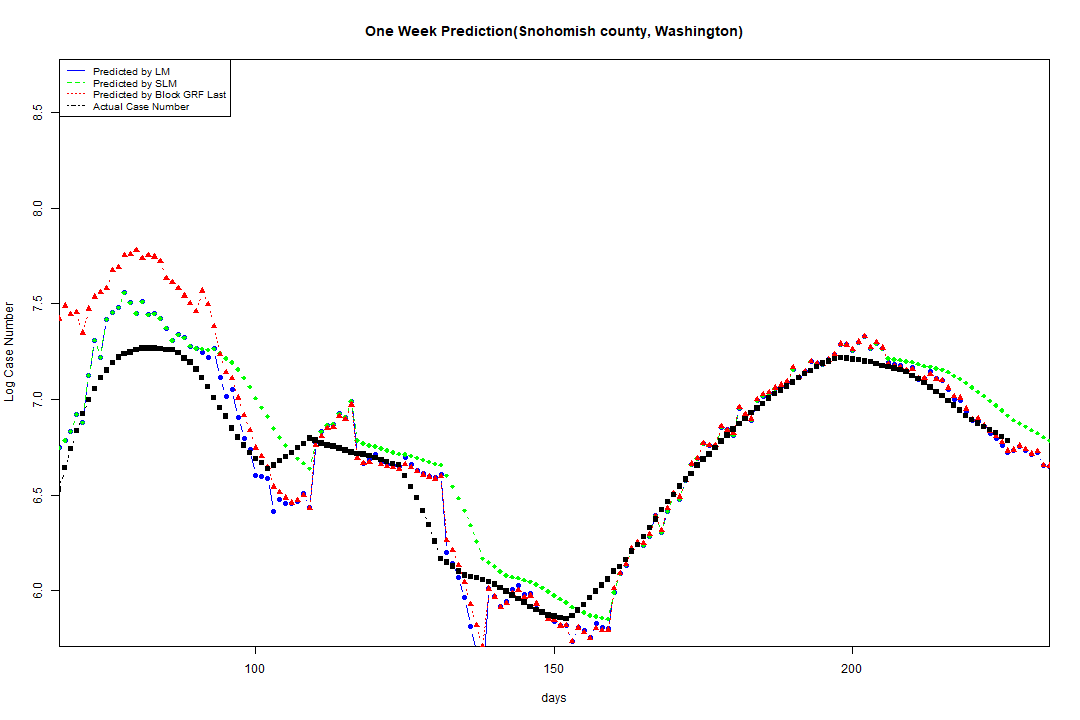 One Week Prediction(Snohomish county, Washington)
Predicted by LM
Predicted by SLM
Predicted by Block GRF Last
Actual Case Number
8.5
8.0
7.5
7.0
6.5
6.0
Log Case Number
100 150 200
days